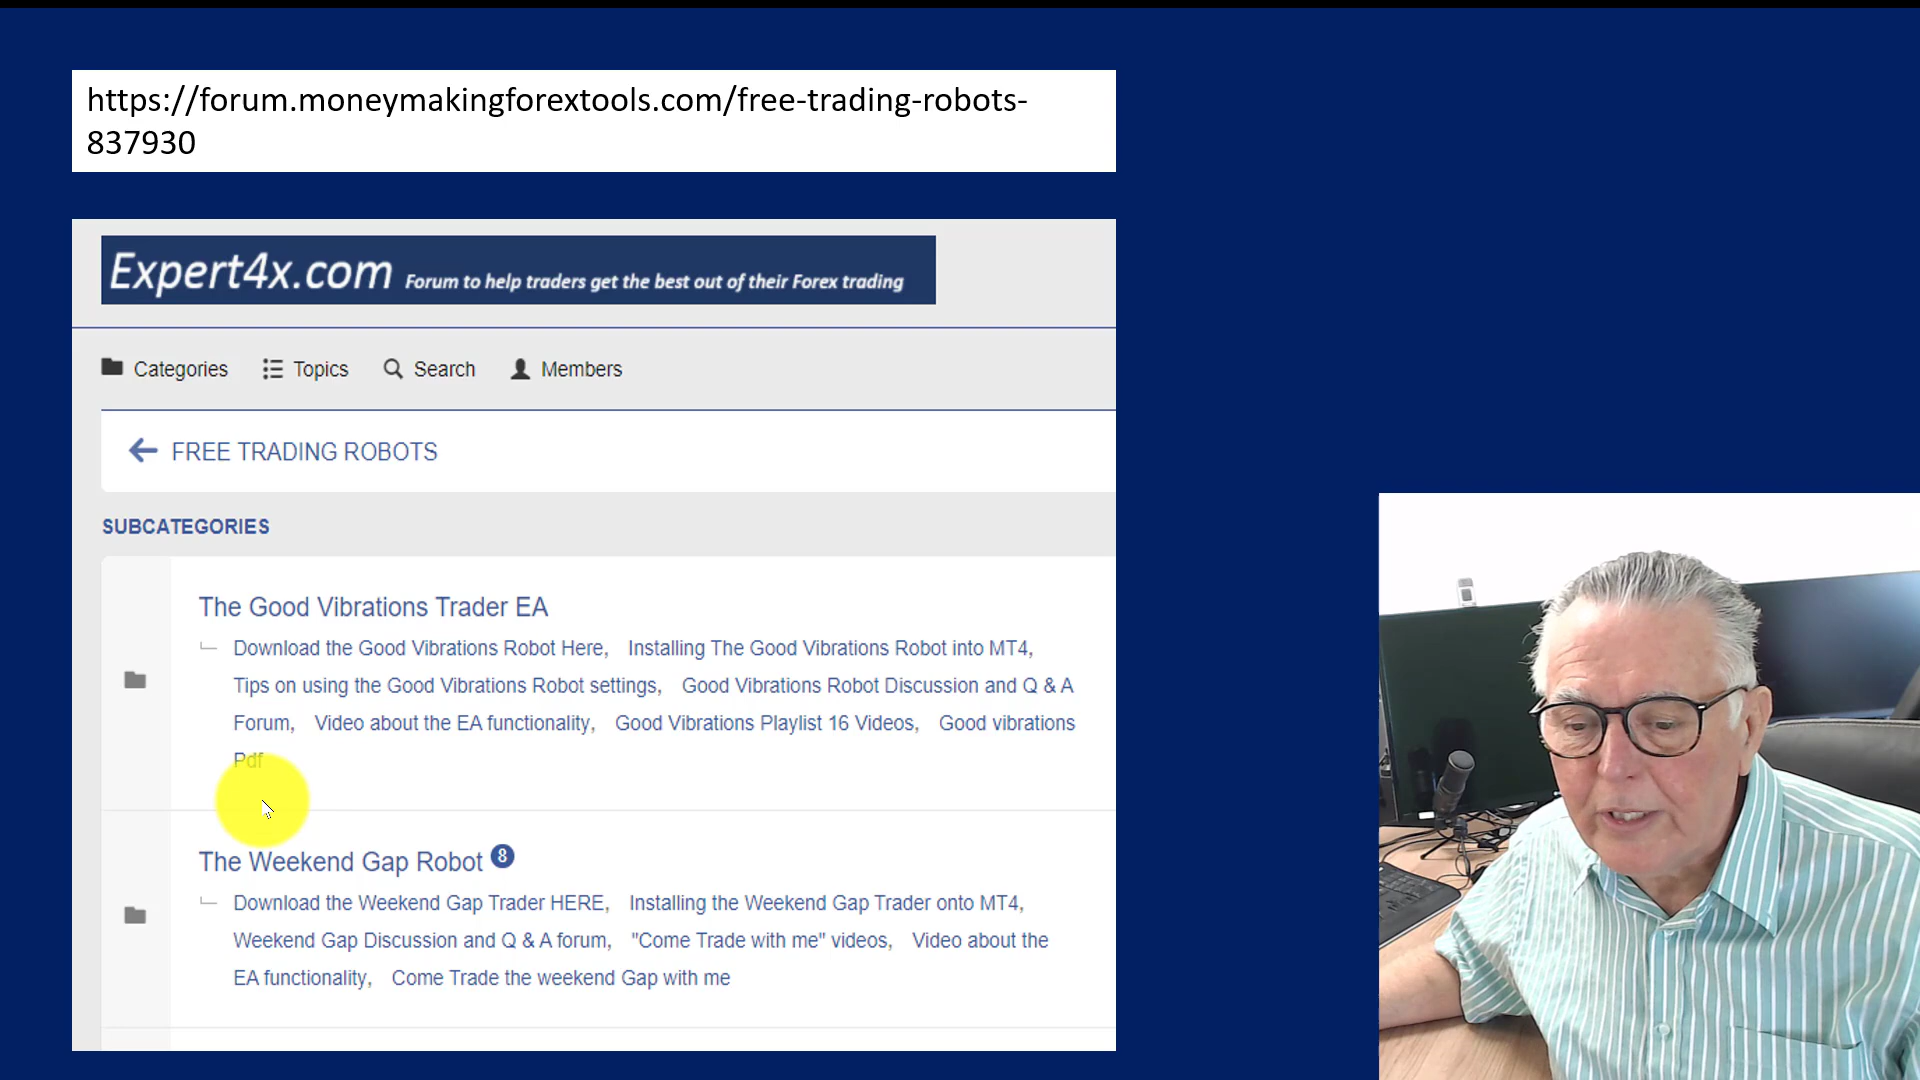 https://forum.moneymakingforextools.com/free-trading-robots-
837930
Expert4x.com Forum to help traders get the best out of their Forex trading
Categories Topics Search Members
FREE TRADING ROBOTS
SUBCATEGORIES
The Good Vibrations Trader EA
Download the Good Vibrations Robot Here, Installing The Good Vibrations Robot into MT4,
Tips on using the Good Vibrations Robot settings, Good Vibrations Robot Discussion and Q & A
Forum, Video about the EA functionality, Good Vibrations Playlist 16 Videos, Good vibrations
Pdf
The Weekend Gap Robot 8
Download the Weekend Gap Trader HERE, Installing the Weekend Gap Trader onto MT4,
Weekend Gap Discussion and Q & A forum, "Come Trade with me" videos, Video about the
EA functionality, Come Trade the weekend Gap with me